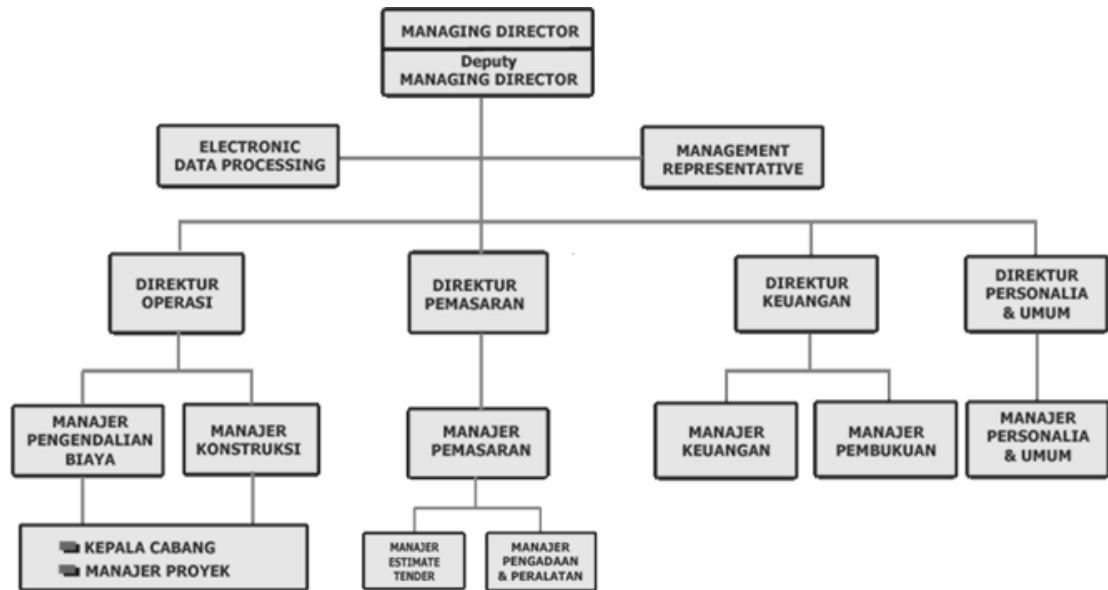 MANAGING DIRECTOR
Deputy
MANAGING DIRECTOR
ELECTRONIC
DATA PROCESSING
MANAGEMENT
REPRESENTATIVE
DIREKTUR
OPERASI
DIREKTUR
PEMASARAN
DIREKTUR
KEUANGAN
DIREKTUR
PERSONALIA
& UMUM
MANAJER
PENGENDALIAN
BIAYA
MANAJER
KONSTRUKSI
MANAJER
PEMASARAN
MANAJER
KEUANGAN
MANAJER
PEMBUKUAN
MANAJER
PERSONALIA
& UMUM
KEPALA CABANG
MANAJER PROYEK
MANAJER
ESTIMATE
TENDER
MANAJER
PENGADAAN
& PERALATAN